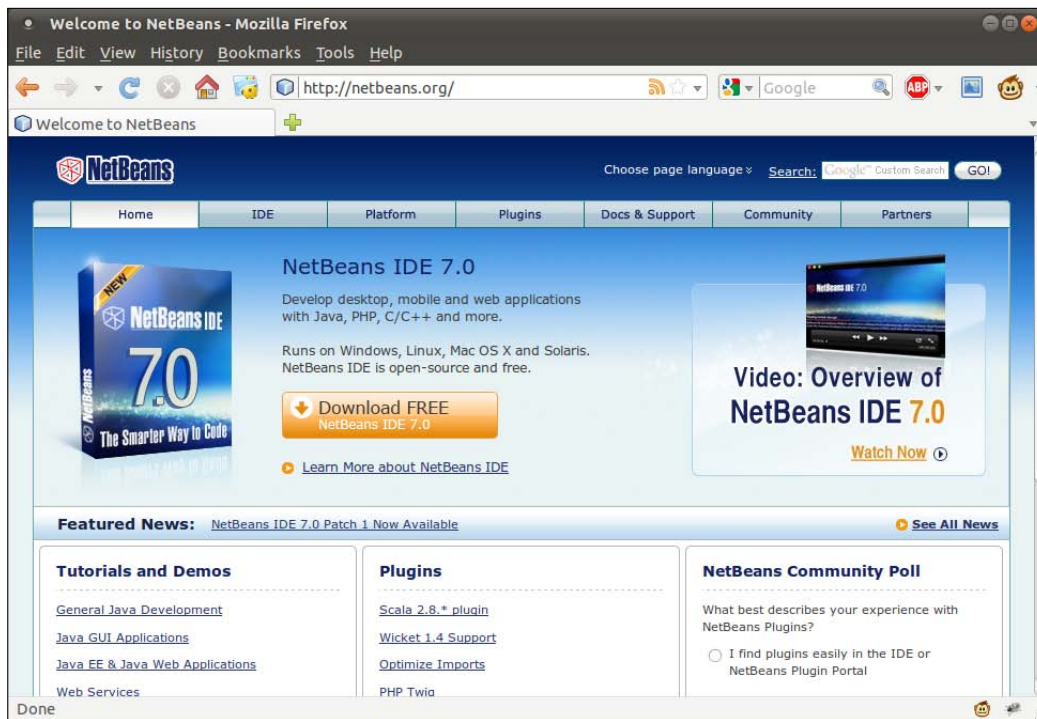 Welcome to NetBeans - Mozilla Firefox
File Edit View History Bookmarks Tools Help
http://netbeans.org/
Google
ABP
Welcome to NetBeans
NetBeans
Choose page language
Search:
Google™ Custom Search
GO!
Home IDE Platform Plugins Docs & Support Community Partners
NEW
NetBeans IDE
7.0
The Smarter Way to Code
NetBeans
NetBeans IDE 7.0
Develop desktop, mobile and web applications
with Java, PHP, C/C++ and more.
Runs on Windows, Linux, Mac OS X and Solaris.
NetBeans IDE is open-source and free.
Download FREE
NetBeans IDE 7.0
Learn More about NetBeans IDE
NetBeans IDE 7.0
Video: Overview of
NetBeans IDE 7.0
Watch Now
Featured News: NetBeans IDE 7.0 Patch 1 Now Available
See All News
Tutorials and Demos
General Java Development
Java GUI Applications
Java EE & Java Web Applications
Web Services
Plugins
Scala 2.8.* plugin
Wicket 1.4 Support
Optimize Imports
PHP Twig
NetBeans Community Poll
What best describes your experience with
NetBeans Plugins?
I find plugins easily in the IDE or
NetBeans Plugin Portal
Done